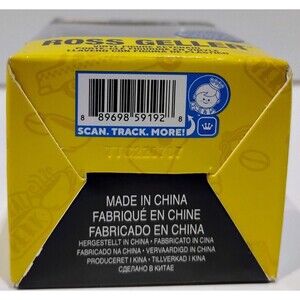 ROSS GELLER
8 89698 59192 8
SCAN. TRACK. MORE!
MADE IN CHINA
FABRIQUÉ EN CHINE
FABRICADO EN CHINA
HERGESTELLT IN CHINA • FABBRICATO IN CINA
FABRICADO NA CHINA • VERVAARDIGD IN CHINA
PRODUCERET I KINA • TILLVERKAD I KINA
СДЕЛАНО В КИТАЕ